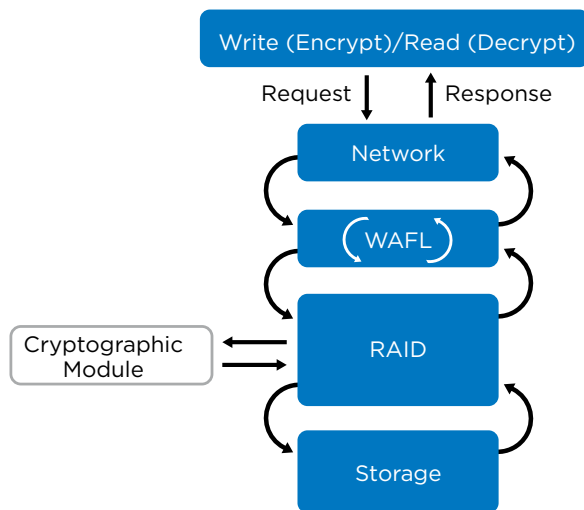 Write (Encrypt)/Read (Decrypt)
Request
Response
Network
WAFL
RAID
Cryptographic
Module
Storage